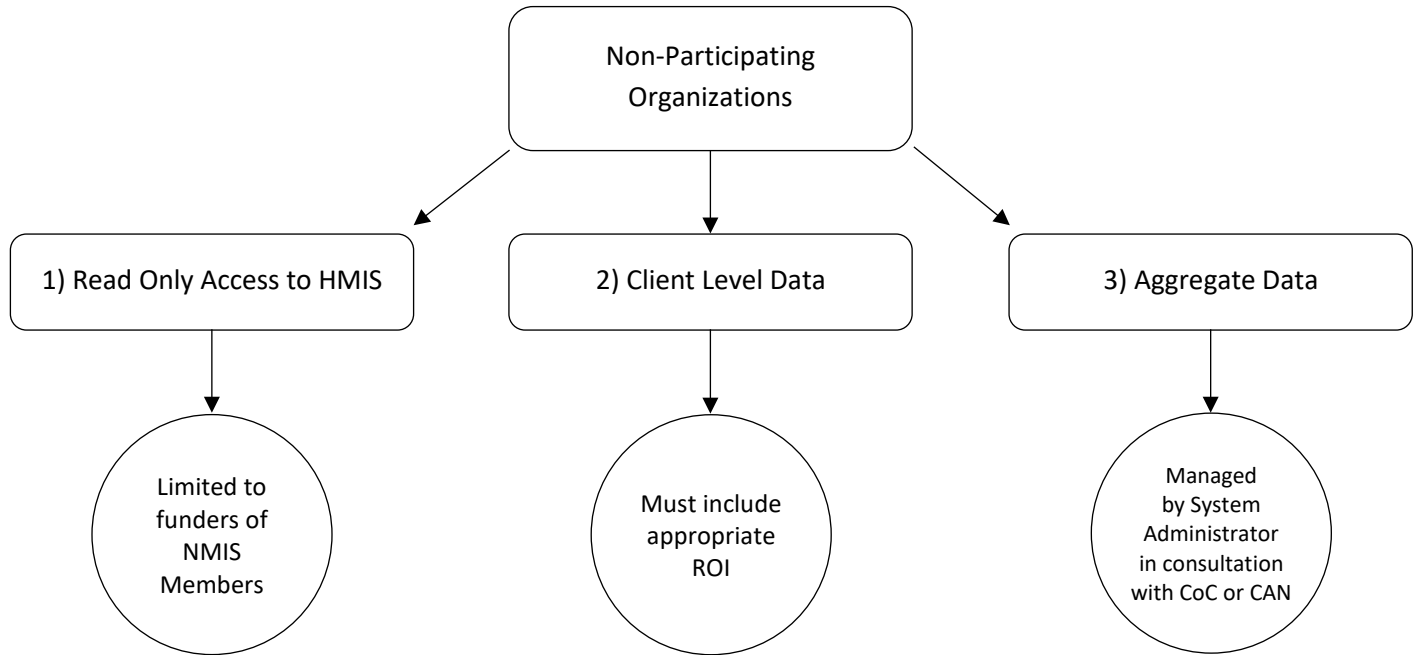 Non-Participating
Organizations
1) Read Only Access to HMIS
2) Client Level Data
3) Aggregate Data
Limited to
funders of
NMIS
Members
Must include
appropriate
ROI
Managed
by System
Administrator
in consultation
with CoC or CAN